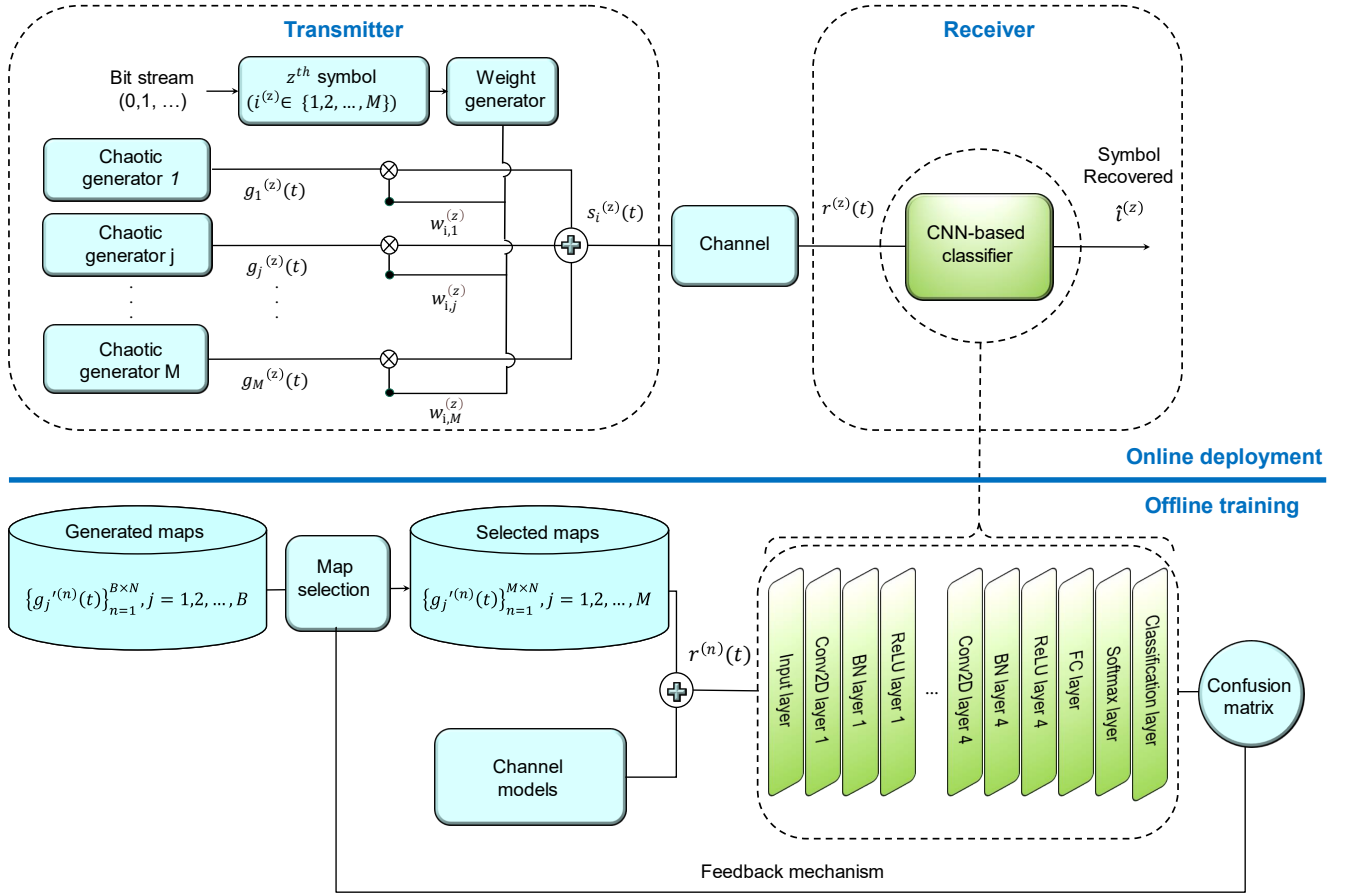 Transmitter
Receiver
Bit stream
(0,1, …)
z^{th} symbol
(i^{(z)}∈ {1,2, … , M})
Weight
generator
Chaotic
generator 1
g_1^{(z)}(t)
w_{i,1}^{(z)}
Chaotic
generator j
g_j^{(z)}(t)
w_{i,j}^{(z)}
Chaotic
generator M
g_M^{(z)}(t)
w_{i,M}^{(z)}
s_i^{(z)}(t)
Channel
r^{(z)}(t)
CNN-based
classifier
Symbol
Recovered
î^{(z)}
Online deployment
Offline training
Generated maps
{g_j'^{(n)}(t)}_{n=1}^{B×N}, j = 1,2, … , B
Map
selection
Selected maps
{g_j'^{(n)}(t)}_{n=1}^{M×N}, j = 1,2, … , M
Channel
models
r^{(n)}(t)
Input layer
Conv2D layer 1
BN layer 1
ReLU layer 1
...
Conv2D layer 4
BN layer 4
ReLU layer 4
FC layer
Softmax layer
Classification layer
Confusion
matrix
Feedback mechanism